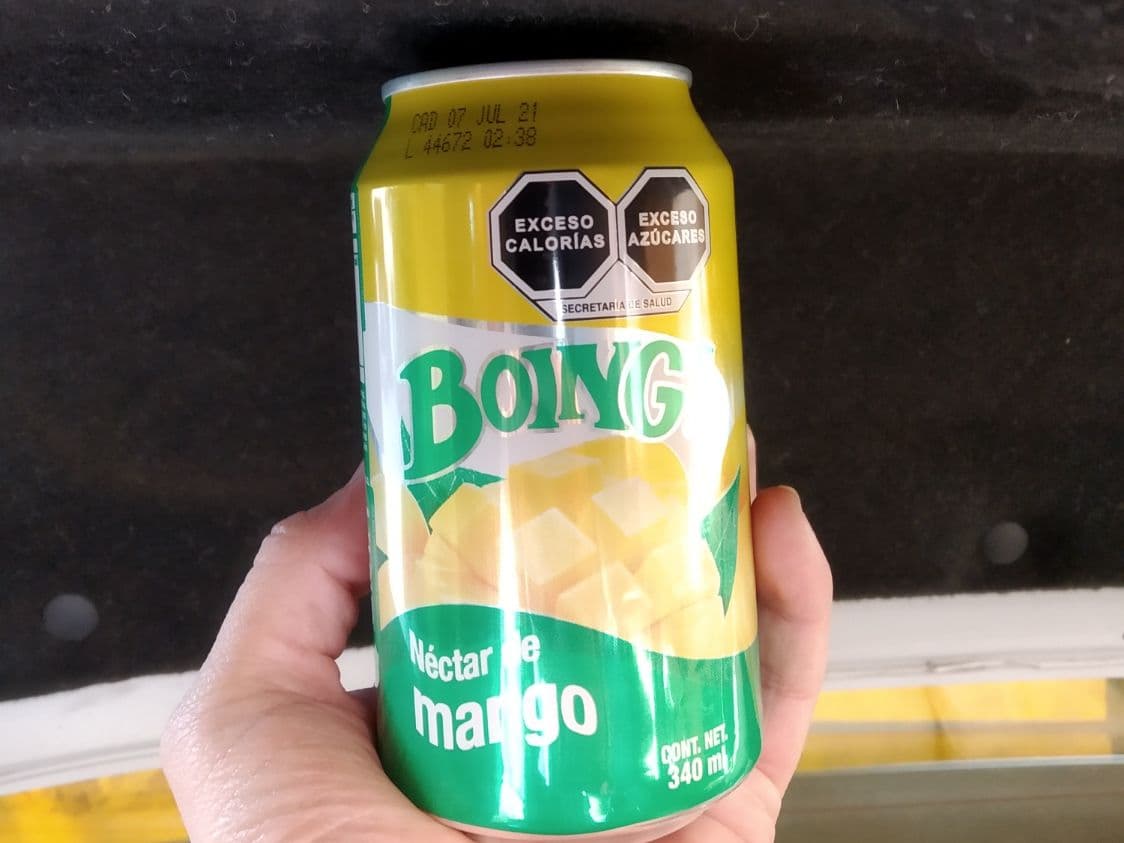 CAD 07 JUL 21
L 44672 02:38
EXCESO
CALORÍAS
EXCESO
AZÚCARES
SECRETARÍA DE SALUD
BOING
Néctar de
mango
CONT. NET.
340 ml